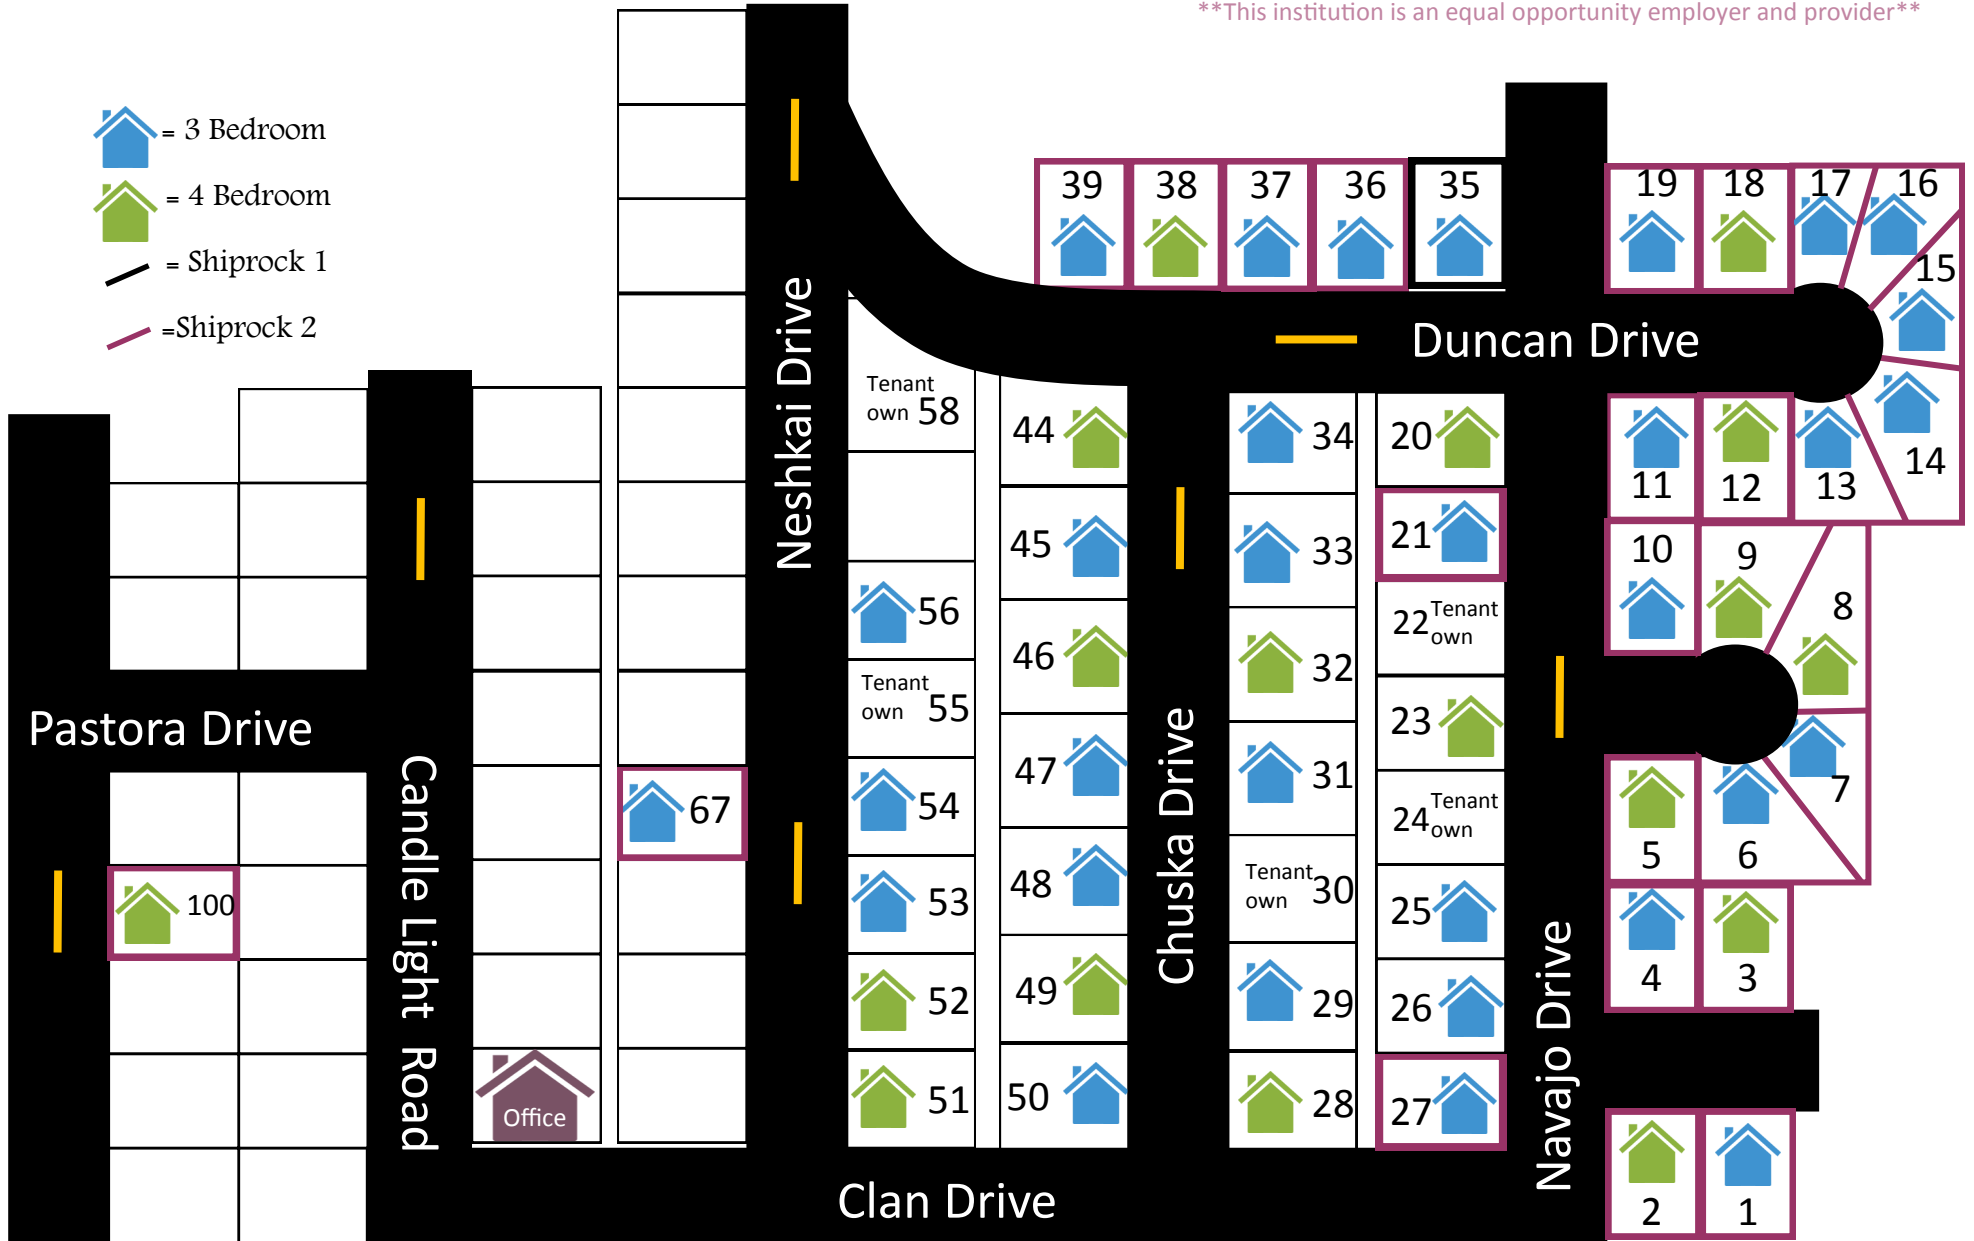 **This institution is an equal opportunity employer and provider**
= 3 Bedroom
= 4 Bedroom
= Shiprock 1
=Shiprock 2
39
38
37
36
35
19
18
17
16
15
14
13
12
11
10
9
8
7
6
5
4
3
2
1
Duncan Drive
Neshkai Drive
Tenant
own 58
56
Tenant
own 55
54
53
52
51
44
45
46
47
48
49
50
Chuska Drive
34
33
32
31
Tenant
own 30
29
28
20
21
22 Tenant
own
23
24 Tenant
own
25
26
27
Navajo Drive
67
Pastora Drive
100
Candle Light Road
Office
Clan Drive